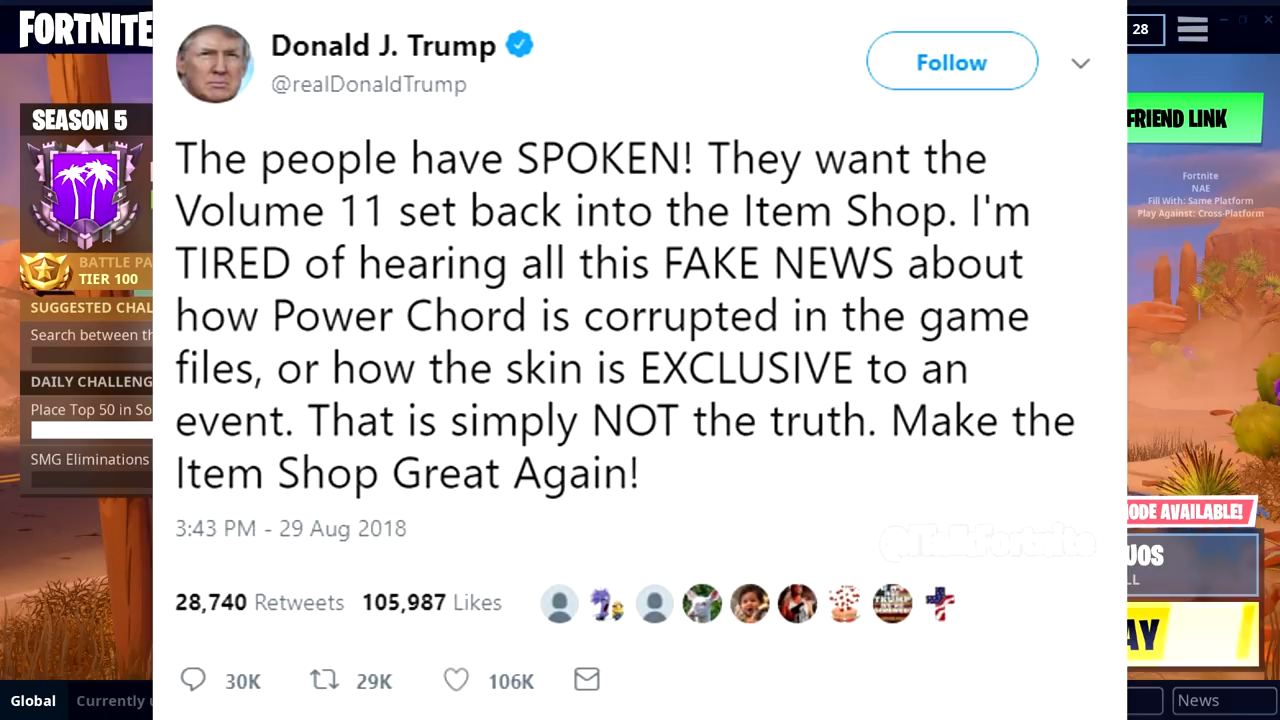 FORTNITE
28
Donald J. Trump
@realDonaldTrump
Follow
SEASON 5
FRIEND LINK
The people have SPOKEN! They want the
Volume 11 set back into the Item Shop. I'm
TIRED of hearing all this FAKE NEWS about
how Power Chord is corrupted in the game
files, or how the skin is EXCLUSIVE to an
event. That is simply NOT the truth. Make the
Item Shop Great Again!
3:43 PM - 29 Aug 2018
28,740 Retweets 105,987 Likes
30K 29K 106K
Fortnite
NAE
Fill With: Same Platform
Play Against: Cross-Platform
BATTLE PA
TIER 100
SUGGESTED CHAL
Search between th
DAILY CHALLENG
Place Top 50 in So
SMG Eliminations
ODE AVAILABLE!
UOS
LL
AY
Global
Currently
News